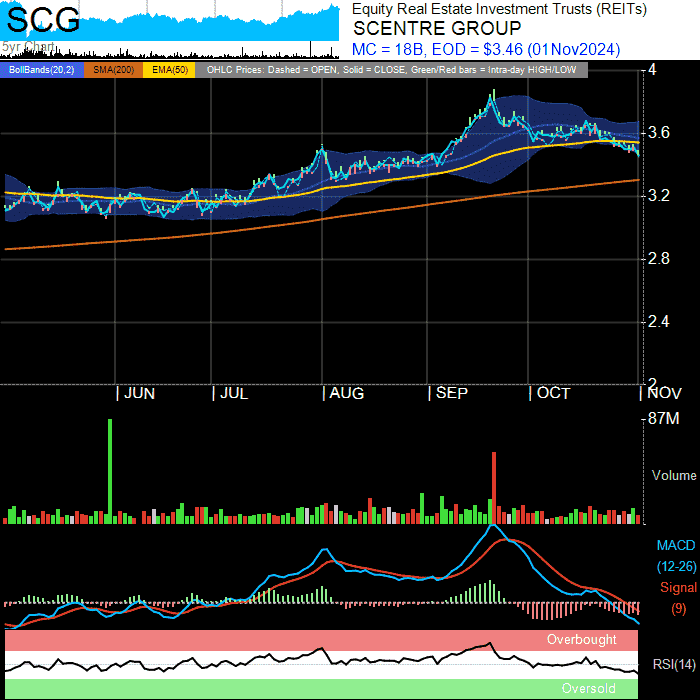 SCG
5yr Chart
Equity Real Estate Investment Trusts (REITs)
SCENTRE GROUP
MC = 18B, EOD = $3.46 (01Nov2024)
BollBands(20,2) SMA(200) EMA(50) OHLC Prices: Dashed = OPEN, Solid = CLOSE, Green/Red bars = Intra-day HIGH/LOW
4
3.6
3.2
2.8
2.4
2
| JUN | JUL | AUG | SEP | OCT | NOV
87M
Volume
MACD
(12-26)
Signal
(9)
Overbought
RSI(14)
Oversold